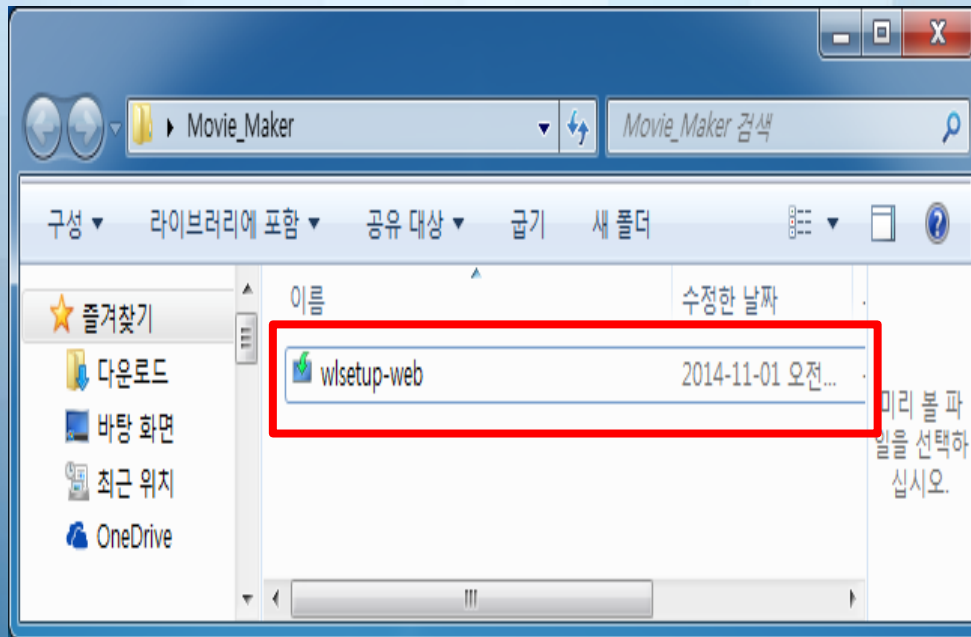 Movie_Maker
Movie_Maker 검색
구성 라이브러리에 포함 공유 대상 굽기 새 폴더
이름 수정한 날짜
즐겨찾기
다운로드
바탕 화면
최근 위치
OneDrive
wlsetup-web 2014-11-01 오전...
미리 볼 파
일을 선택하
십시오.